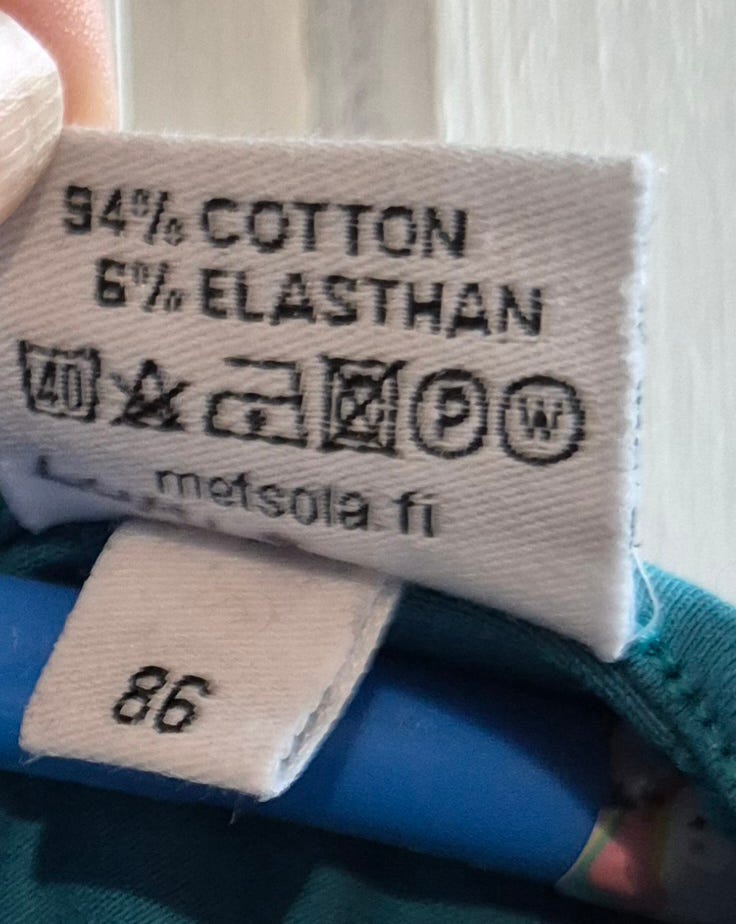 94% COTTON
6% ELASTHAN
40 P W
metsola.fi
86